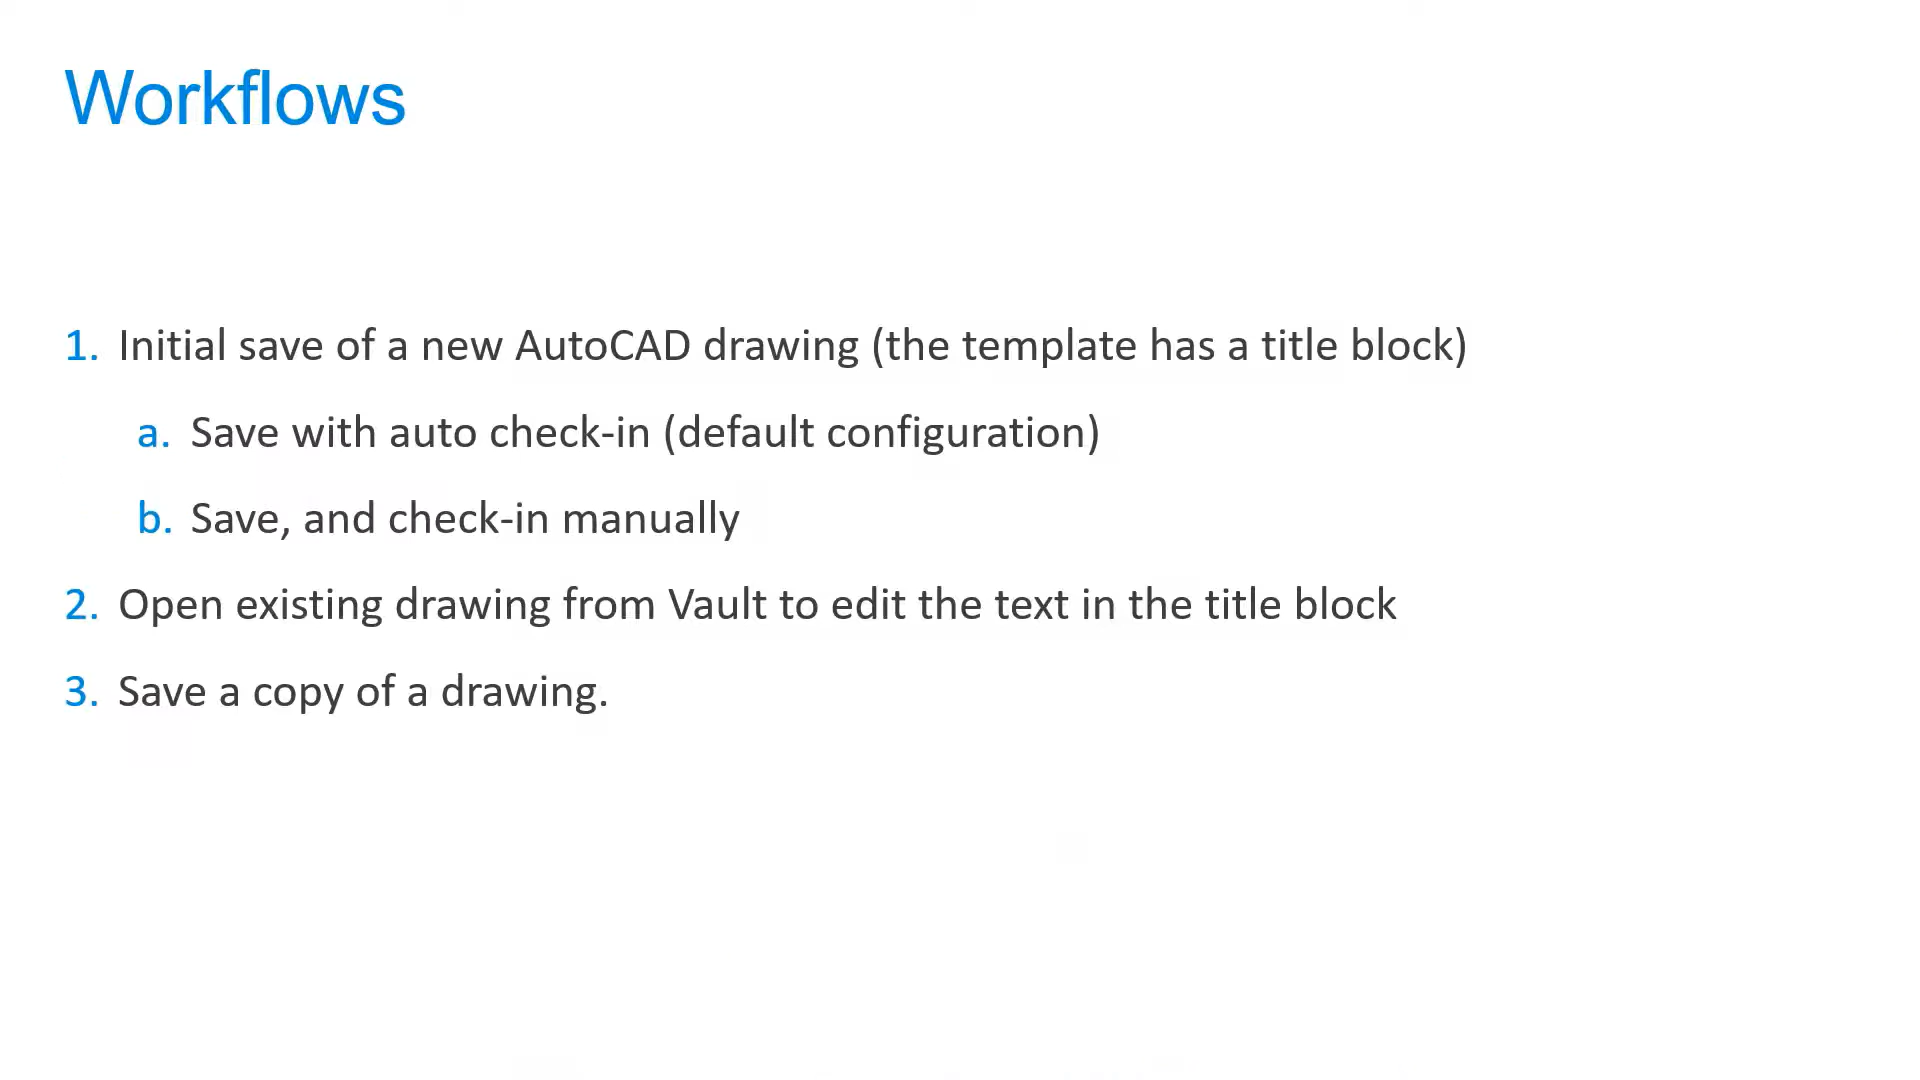 Workflows
1. Initial save of a new AutoCAD drawing (the template has a title block)
a. Save with auto check-in (default configuration)
b. Save, and check-in manually
2. Open existing drawing from Vault to edit the text in the title block
3. Save a copy of a drawing.